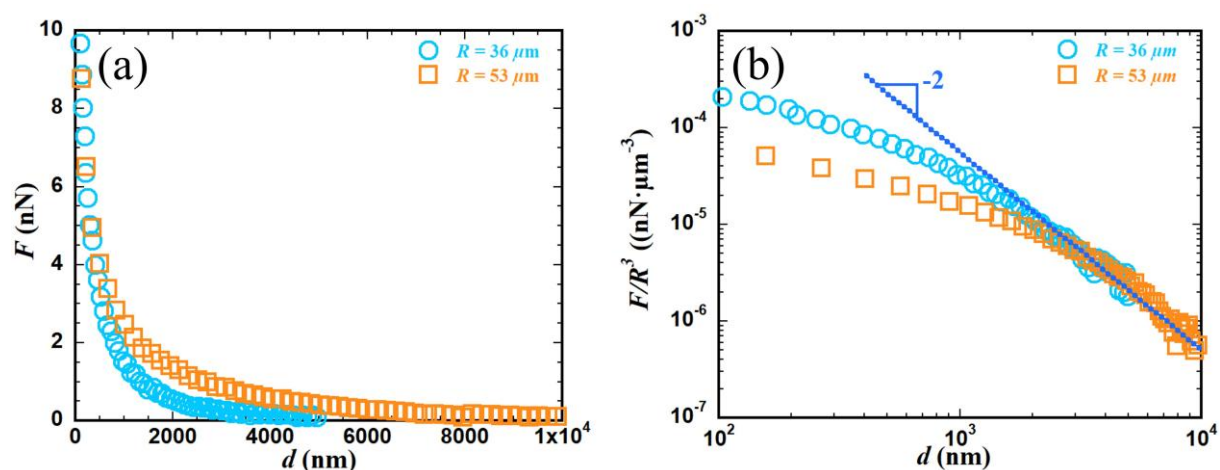 (a)
R = 36 μm
R = 53 μm
F (nN)
10
8
6
4
2
0
0 2000 4000 6000 8000 1x10⁴
d (nm)
(b)
R = 36 μm
R = 53 μm
-2
F/R³ ((nN·μm⁻³)
10⁻³
10⁻⁴
10⁻⁵
10⁻⁶
10⁻⁷
10² 10³ 10⁴
d (nm)